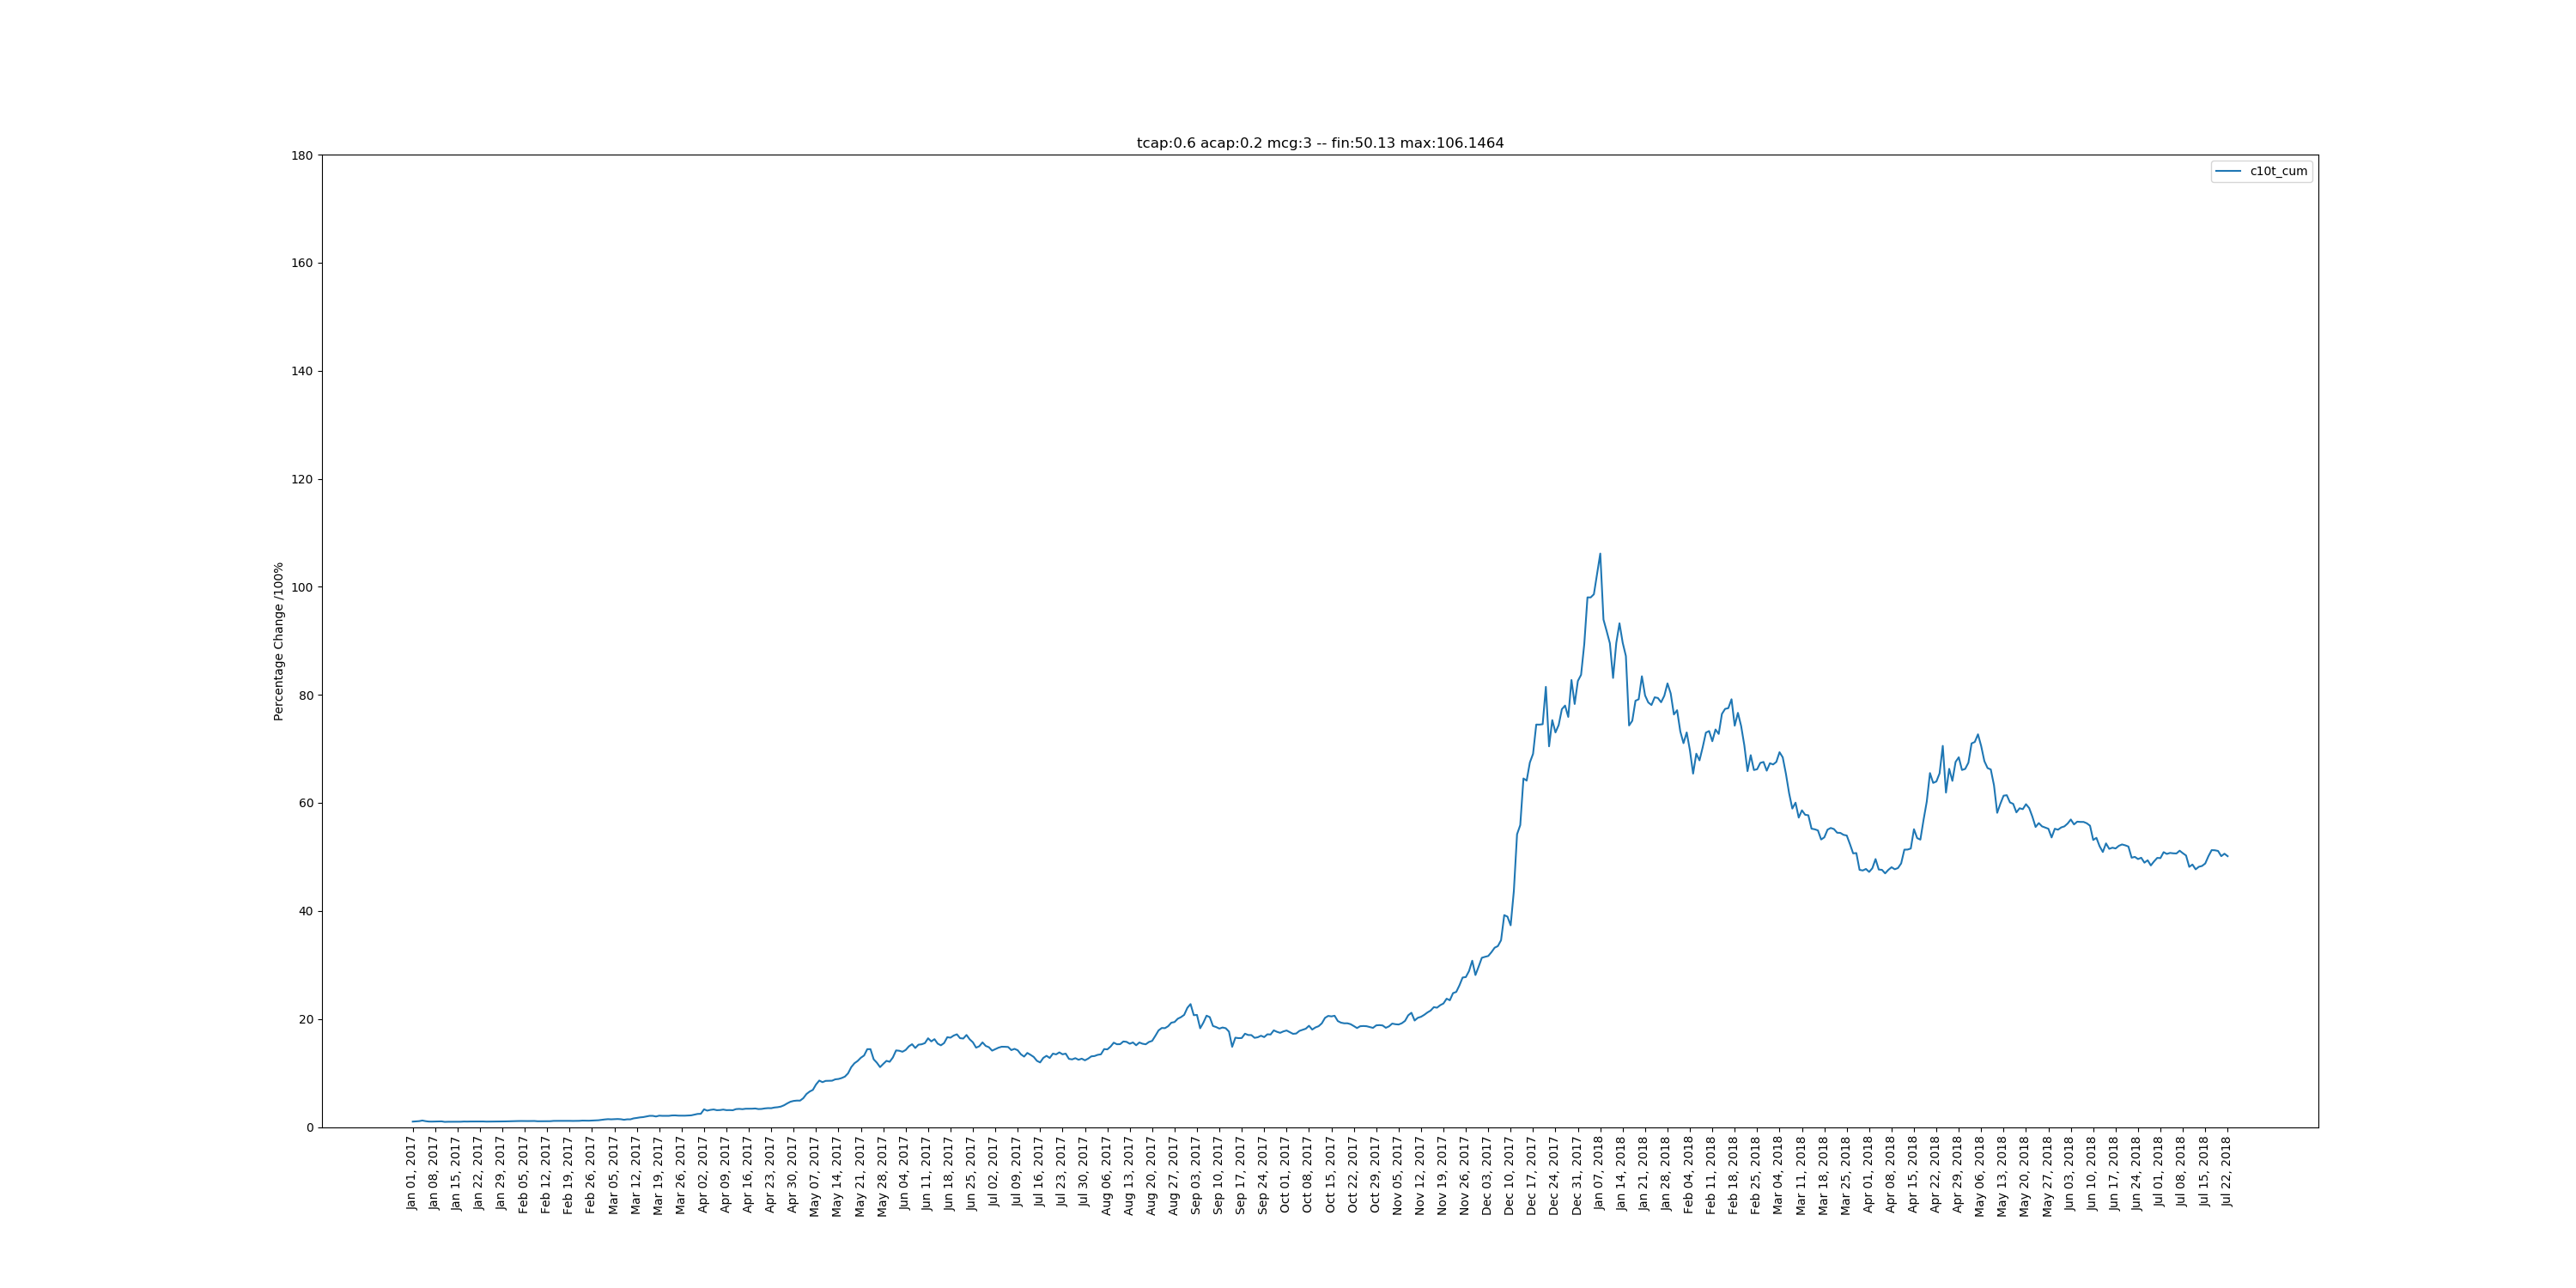 tcap:0.6 acap:0.2 mcg:3 -- fin:50.13 max:106.1464
c10t_cum
Percentage Change /100%
180
160
140
120
100
80
60
40
20
0
Jan 01, 2017
Jan 08, 2017
Jan 15, 2017
Jan 22, 2017
Jan 29, 2017
Feb 05, 2017
Feb 12, 2017
Feb 19, 2017
Feb 26, 2017
Mar 05, 2017
Mar 12, 2017
Mar 19, 2017
Mar 26, 2017
Apr 02, 2017
Apr 09, 2017
Apr 16, 2017
Apr 23, 2017
Apr 30, 2017
May 07, 2017
May 14, 2017
May 21, 2017
May 28, 2017
Jun 04, 2017
Jun 11, 2017
Jun 18, 2017
Jun 25, 2017
Jul 02, 2017
Jul 09, 2017
Jul 16, 2017
Jul 23, 2017
Jul 30, 2017
Aug 06, 2017
Aug 13, 2017
Aug 20, 2017
Aug 27, 2017
Sep 03, 2017
Sep 10, 2017
Sep 17, 2017
Sep 24, 2017
Oct 01, 2017
Oct 08, 2017
Oct 15, 2017
Oct 22, 2017
Oct 29, 2017
Nov 05, 2017
Nov 12, 2017
Nov 19, 2017
Nov 26, 2017
Dec 03, 2017
Dec 10, 2017
Dec 17, 2017
Dec 24, 2017
Dec 31, 2017
Jan 07, 2018
Jan 14, 2018
Jan 21, 2018
Jan 28, 2018
Feb 04, 2018
Feb 11, 2018
Feb 18, 2018
Feb 25, 2018
Mar 04, 2018
Mar 11, 2018
Mar 18, 2018
Mar 25, 2018
Apr 01, 2018
Apr 08, 2018
Apr 15, 2018
Apr 22, 2018
Apr 29, 2018
May 06, 2018
May 13, 2018
May 20, 2018
May 27, 2018
Jun 03, 2018
Jun 10, 2018
Jun 17, 2018
Jun 24, 2018
Jul 01, 2018
Jul 08, 2018
Jul 15, 2018
Jul 22, 2018